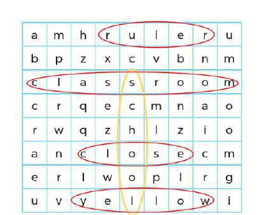 a m h r u l e r u
b p z x c v b n m
c l a s s r o o m
c r q e c m n a o
r w q z h l z i o
a n c l o s e c m
e r l w o p l r g
u v y e l l o w i